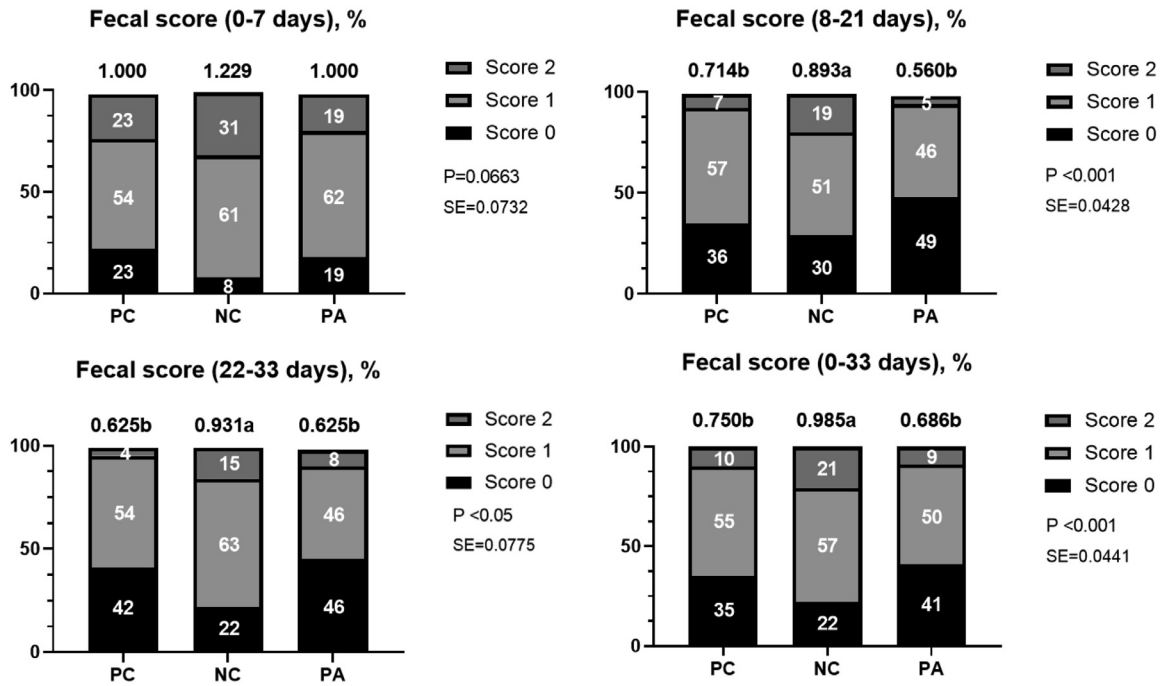 Fecal score (0-7 days), %
1.000 1.229 1.000
Score 2
Score 1
Score 0
P=0.0663
SE=0.0732
100
50
0
23 31 19
54 61 62
23 8 19
PC NC PA
Fecal score (8-21 days), %
0.714b 0.893a 0.560b
Score 2
Score 1
Score 0
P <0.001
SE=0.0428
100
50
0
7 19 5
57 51 46
36 30 49
PC NC PA
Fecal score (22-33 days), %
0.625b 0.931a 0.625b
Score 2
Score 1
Score 0
P <0.05
SE=0.0775
100
50
0
4 15 8
54 63 46
42 22 46
PC NC PA
Fecal score (0-33 days), %
0.750b 0.985a 0.686b
Score 2
Score 1
Score 0
P <0.001
SE=0.0441
100
50
0
10 21 9
55 57 50
35 22 41
PC NC PA